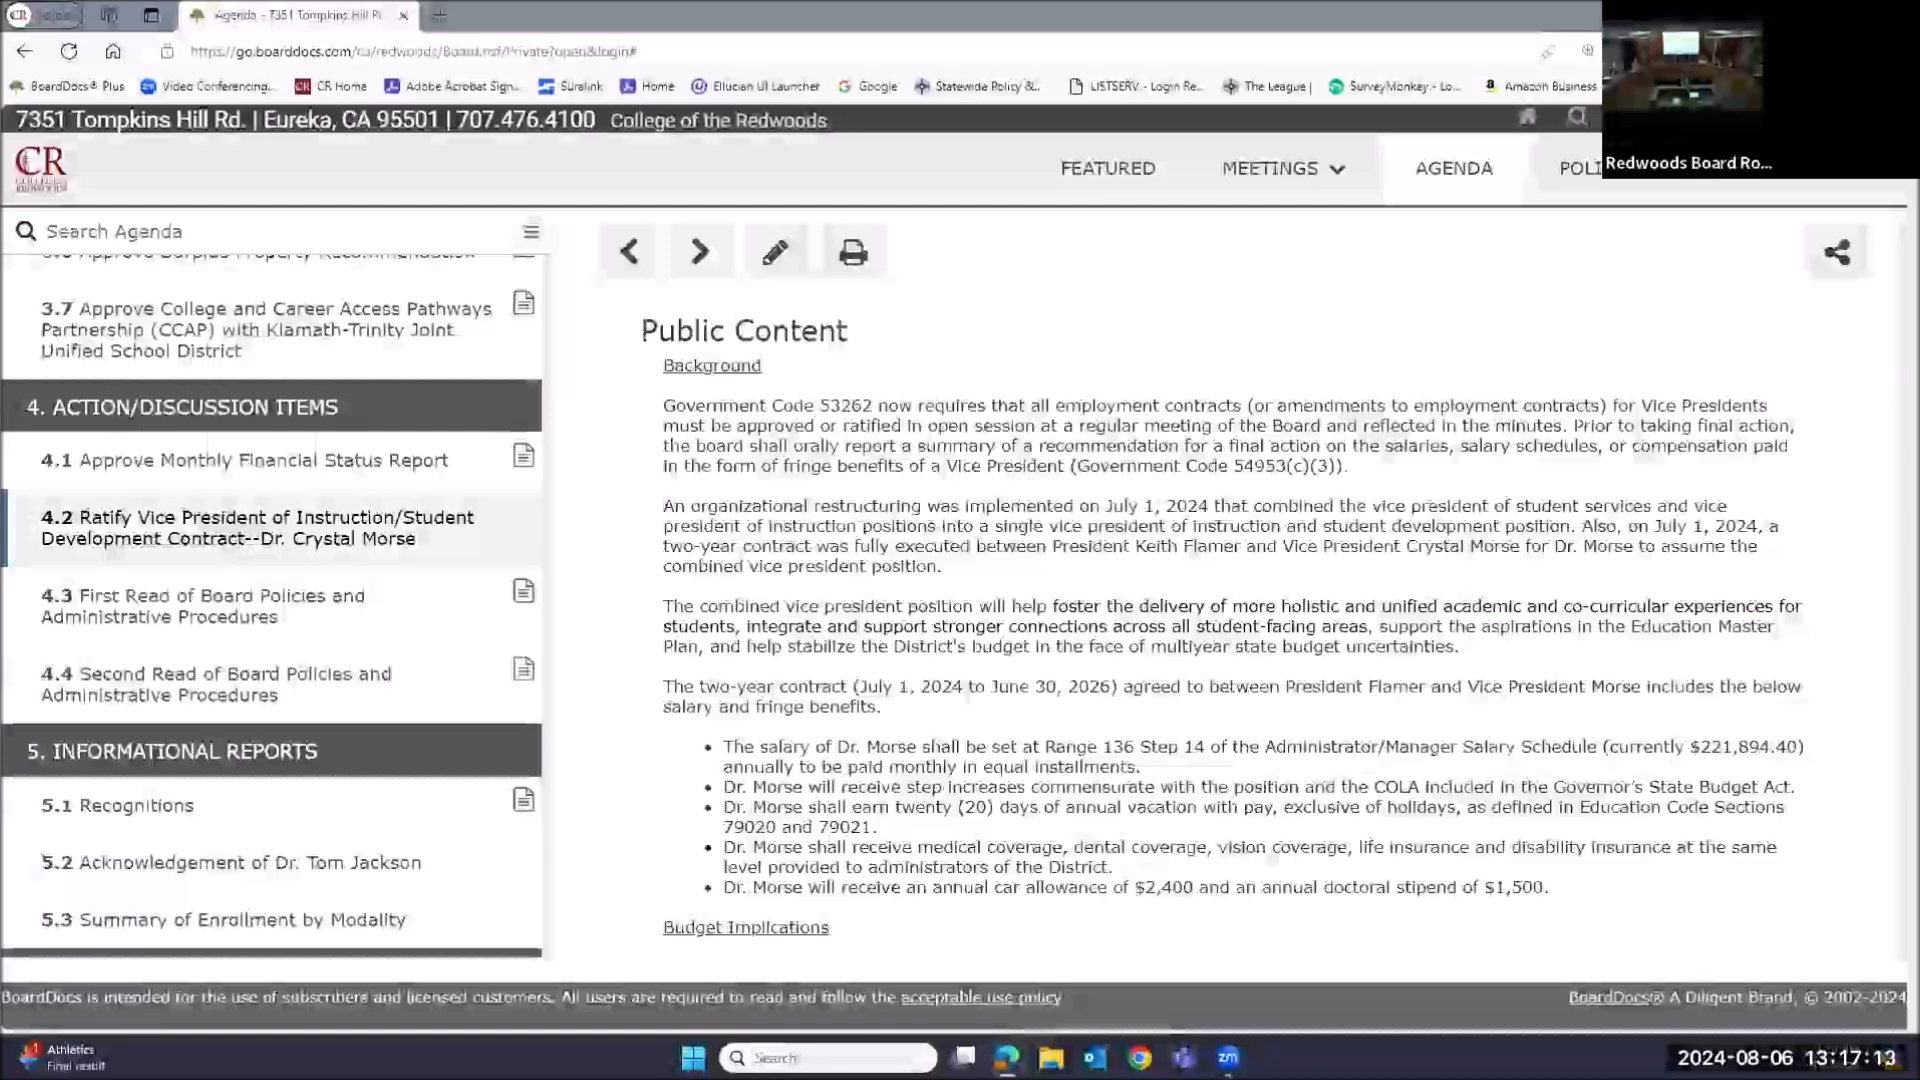 CR
Agenda - 7351 Tompkins Hill R
https://go.boarddocs.com/ca/redwoods/Board.nsf/Private?open&login#
BoardDocs® Plus
Video Conferencing...
CR Home
Adobe Acrobat Sign...
Suralink
Home
Ellucian UI Launcher
Google
Statewide Policy &...
LISTSERV - Login Re...
The League |
SurveyMonkey - Lo...
Amazon Business
7351 Tompkins Hill Rd. | Eureka, CA 95501 | 707.476.4100 College of the Redwoods
Redwoods Board Ro...
CR
FEATURED
MEETINGS
AGENDA
POLI
Search Agenda
Approve Surplus Property Recommendation
3.7 Approve College and Career Access Pathways
Partnership (CCAP) with Klamath-Trinity Joint
Unified School District
4. ACTION/DISCUSSION ITEMS
4.1 Approve Monthly Financial Status Report
4.2 Ratify Vice President of Instruction/Student
Development Contract--Dr. Crystal Morse
4.3 First Read of Board Policies and
Administrative Procedures
4.4 Second Read of Board Policies and
Administrative Procedures
5. INFORMATIONAL REPORTS
5.1 Recognitions
5.2 Acknowledgement of Dr. Tom Jackson
5.3 Summary of Enrollment by Modality
Public Content
Background
Government Code 53262 now requires that all employment contracts (or amendments to employment contracts) for Vice Presidents
must be approved or ratified in open session at a regular meeting of the Board and reflected in the minutes. Prior to taking final action,
the board shall orally report a summary of a recommendation for a final action on the salaries, salary schedules, or compensation paid
in the form of fringe benefits of a Vice President (Government Code 54953(c)(3)).
An organizational restructuring was implemented on July 1, 2024 that combined the vice president of student services and vice
president of instruction positions into a single vice president of instruction and student development position. Also, on July 1, 2024, a
two-year contract was fully executed between President Keith Flamer and Vice President Crystal Morse for Dr. Morse to assume the
combined vice president position.
The combined vice president position will help foster the delivery of more holistic and unified academic and co-curricular experiences for
students, integrate and support stronger connections across all student-facing areas, support the aspirations in the Education Master
Plan, and help stabilize the District's budget in the face of multiyear state budget uncertainties.
The two-year contract (July 1, 2024 to June 30, 2026) agreed to between President Flamer and Vice President Morse includes the below
salary and fringe benefits.
• The salary of Dr. Morse shall be set at Range 136 Step 14 of the Administrator/Manager Salary Schedule (currently $221,894.40)
annually to be paid monthly in equal installments.
• Dr. Morse will receive step increases commensurate with the position and the COLA included in the Governor's State Budget Act.
• Dr. Morse shall earn twenty (20) days of annual vacation with pay, exclusive of holidays, as defined in Education Code Sections
79020 and 79021.
• Dr. Morse shall receive medical coverage, dental coverage, vision coverage, life insurance and disability insurance at the same
level provided to administrators of the District.
• Dr. Morse will receive an annual car allowance of $2,400 and an annual doctoral stipend of $1,500.
Budget Implications
BoardDocs is intended for the use of subscribers and licensed customers. All users are required to read and follow the acceptable use policy
BoardDocs® A Diligent Brand, © 2002-2024
Athletics
Final result
Search
zm
2024-08-06 13:17:13